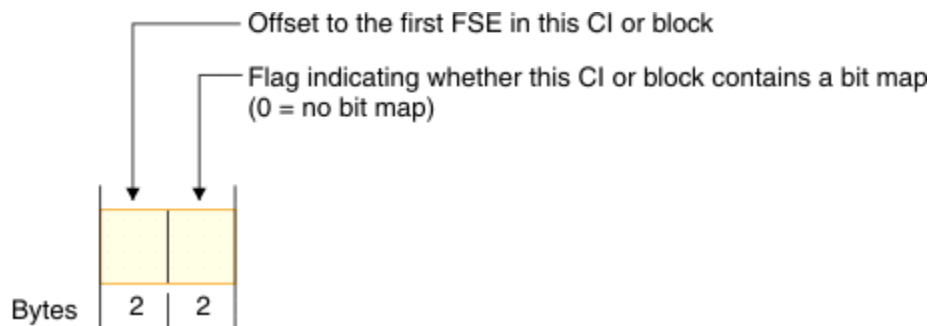 Offset to the first FSE in this CI or block
Flag indicating whether this CI or block contains a bit map
(0 = no bit map)
Bytes 2 2